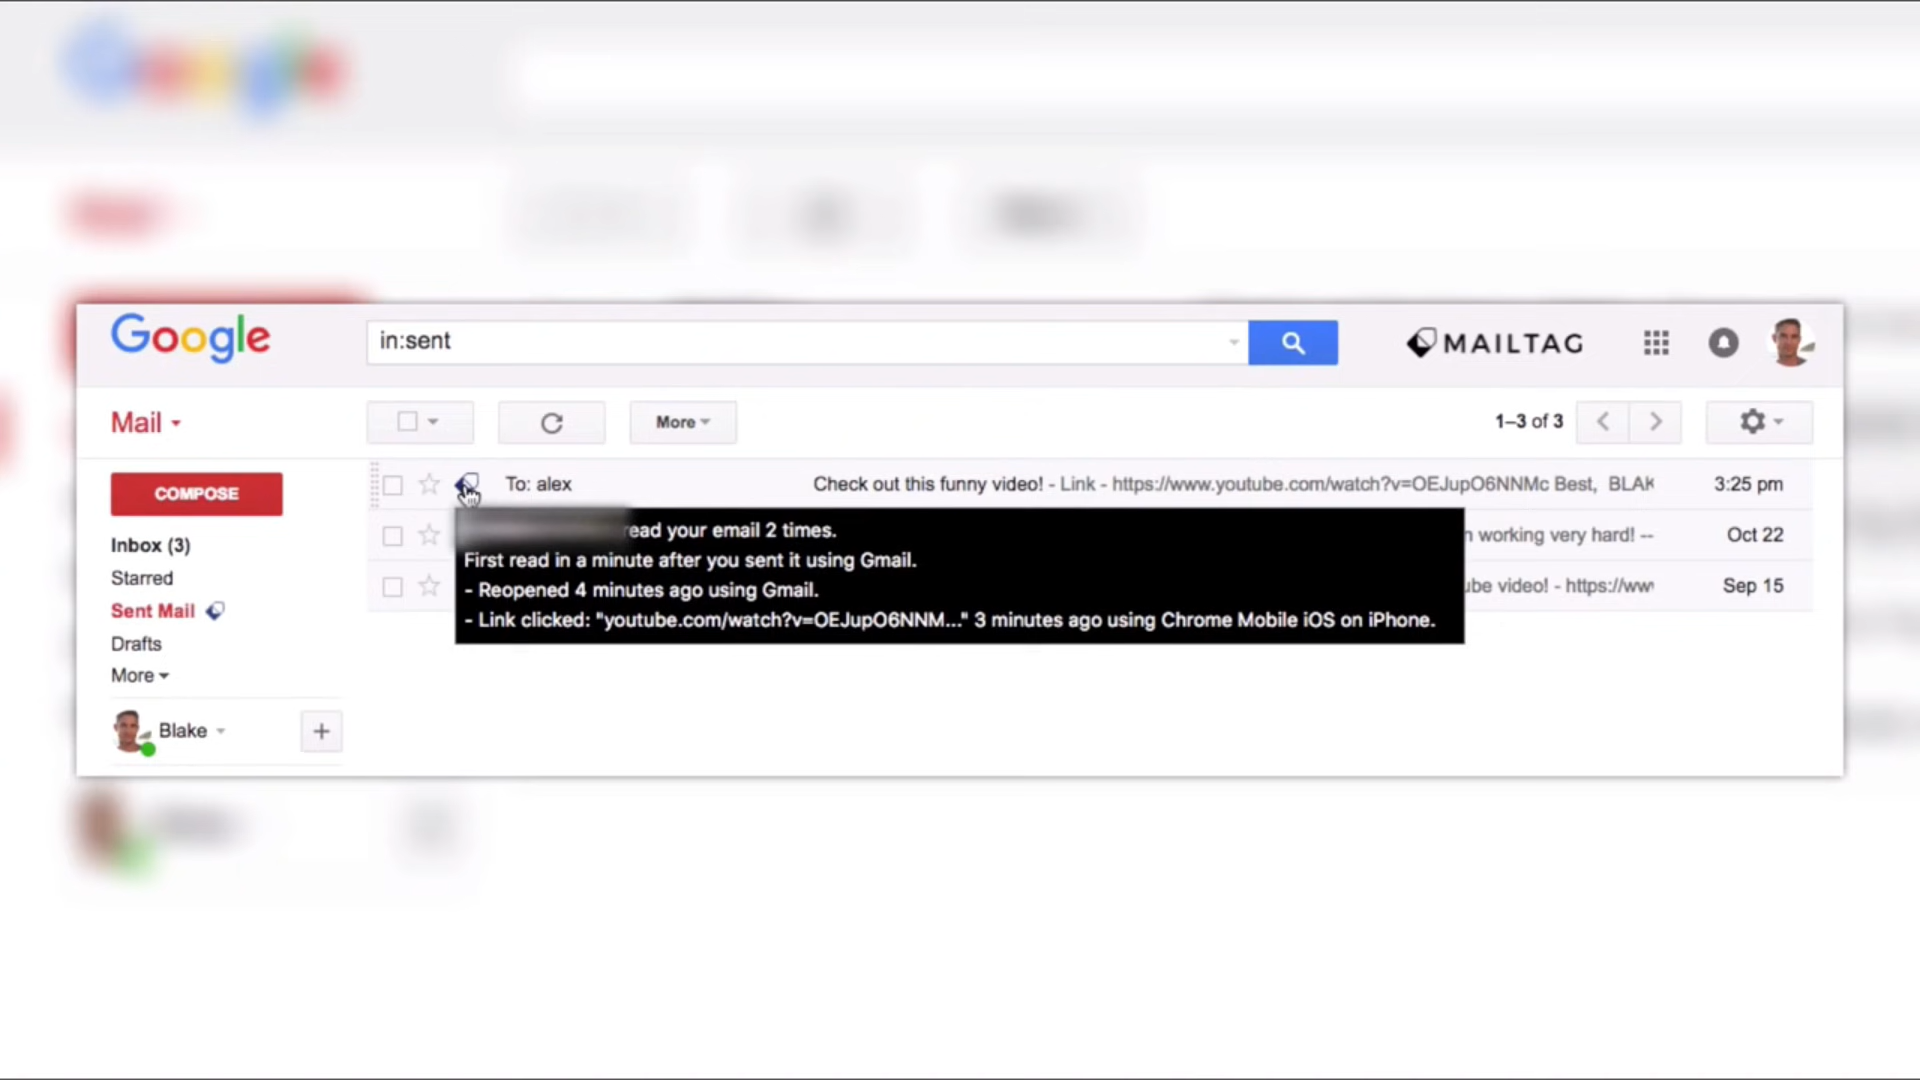 Google
in:sent
MAILTAG
Mail
More
1–3 of 3
COMPOSE
To: alex
Check out this funny video! - Link - https://www.youtube.com/watch?v=OEJupO6NNMc Best, BLAK
3:25 pm
read your email 2 times.
First read in a minute after you sent it using Gmail.
- Reopened 4 minutes ago using Gmail.
- Link clicked: "youtube.com/watch?v=OEJupO6NNM..." 3 minutes ago using Chrome Mobile iOS on iPhone.
working very hard! --
Oct 22
video! - https://ww
Sep 15
Inbox (3)
Starred
Sent Mail
Drafts
More
Blake